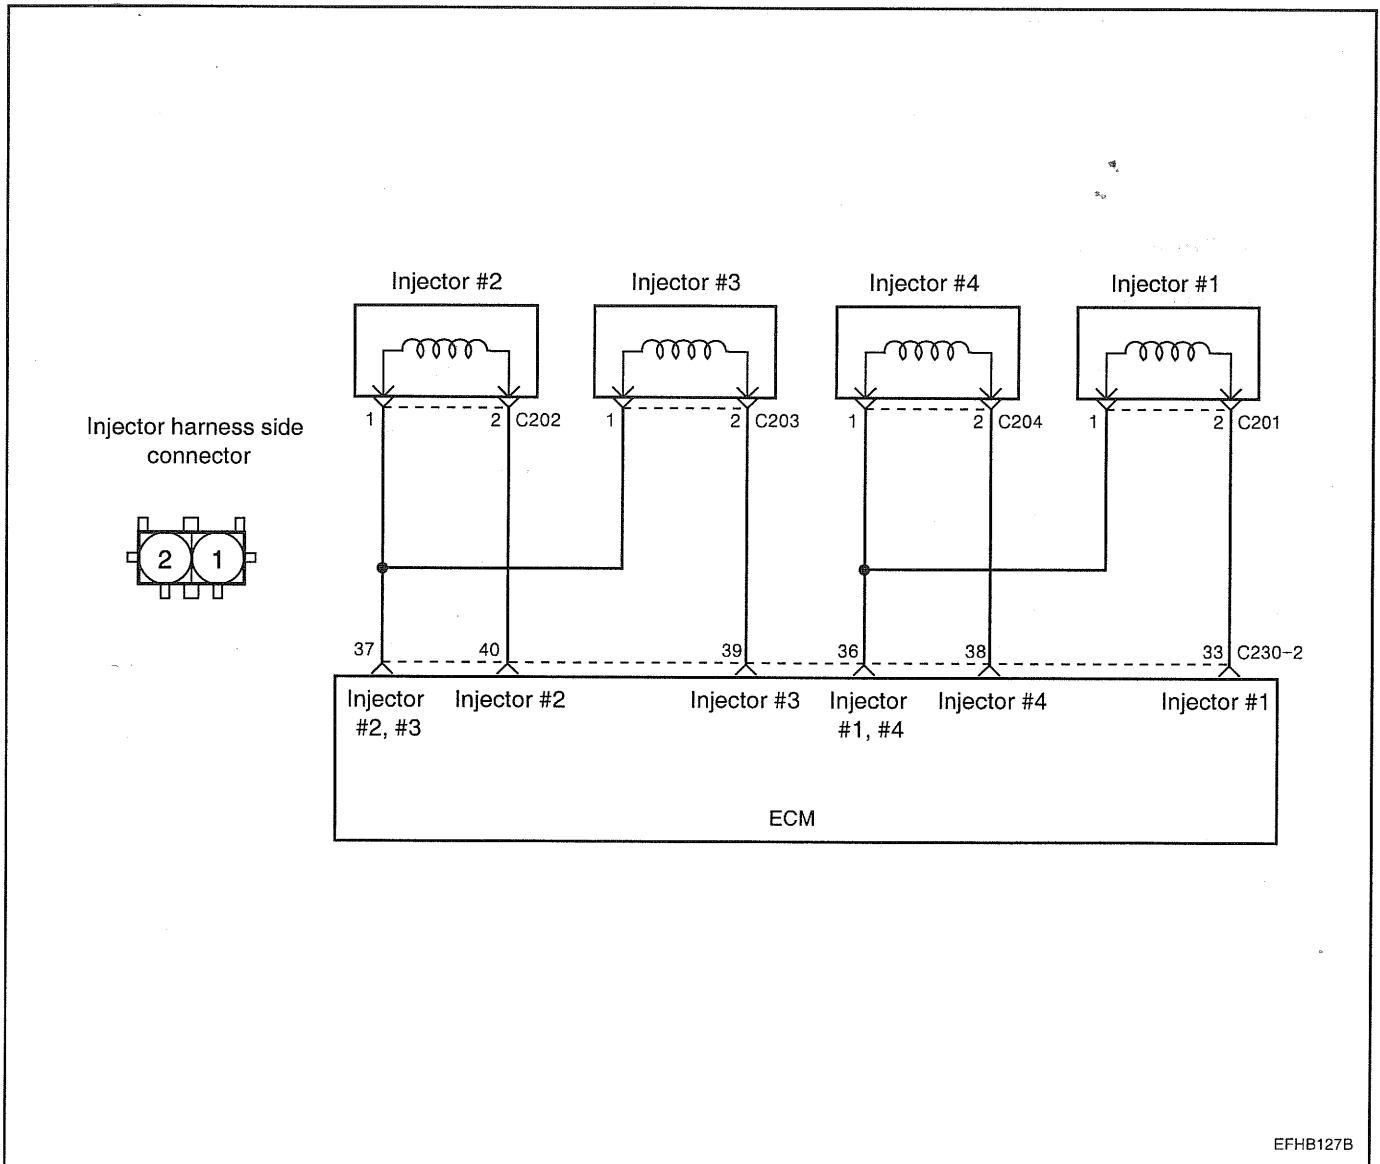 Injector #2
Injector #3
Injector #4
Injector #1
1
2 C202
1
2 C203
1
2 C204
1
2 C201
Injector harness side
connector
2 1
37
40
39
36
38
33 C230-2
Injector
#2, #3
Injector #2
Injector #3
Injector
#1, #4
Injector #4
Injector #1
ECM
EFHB127B